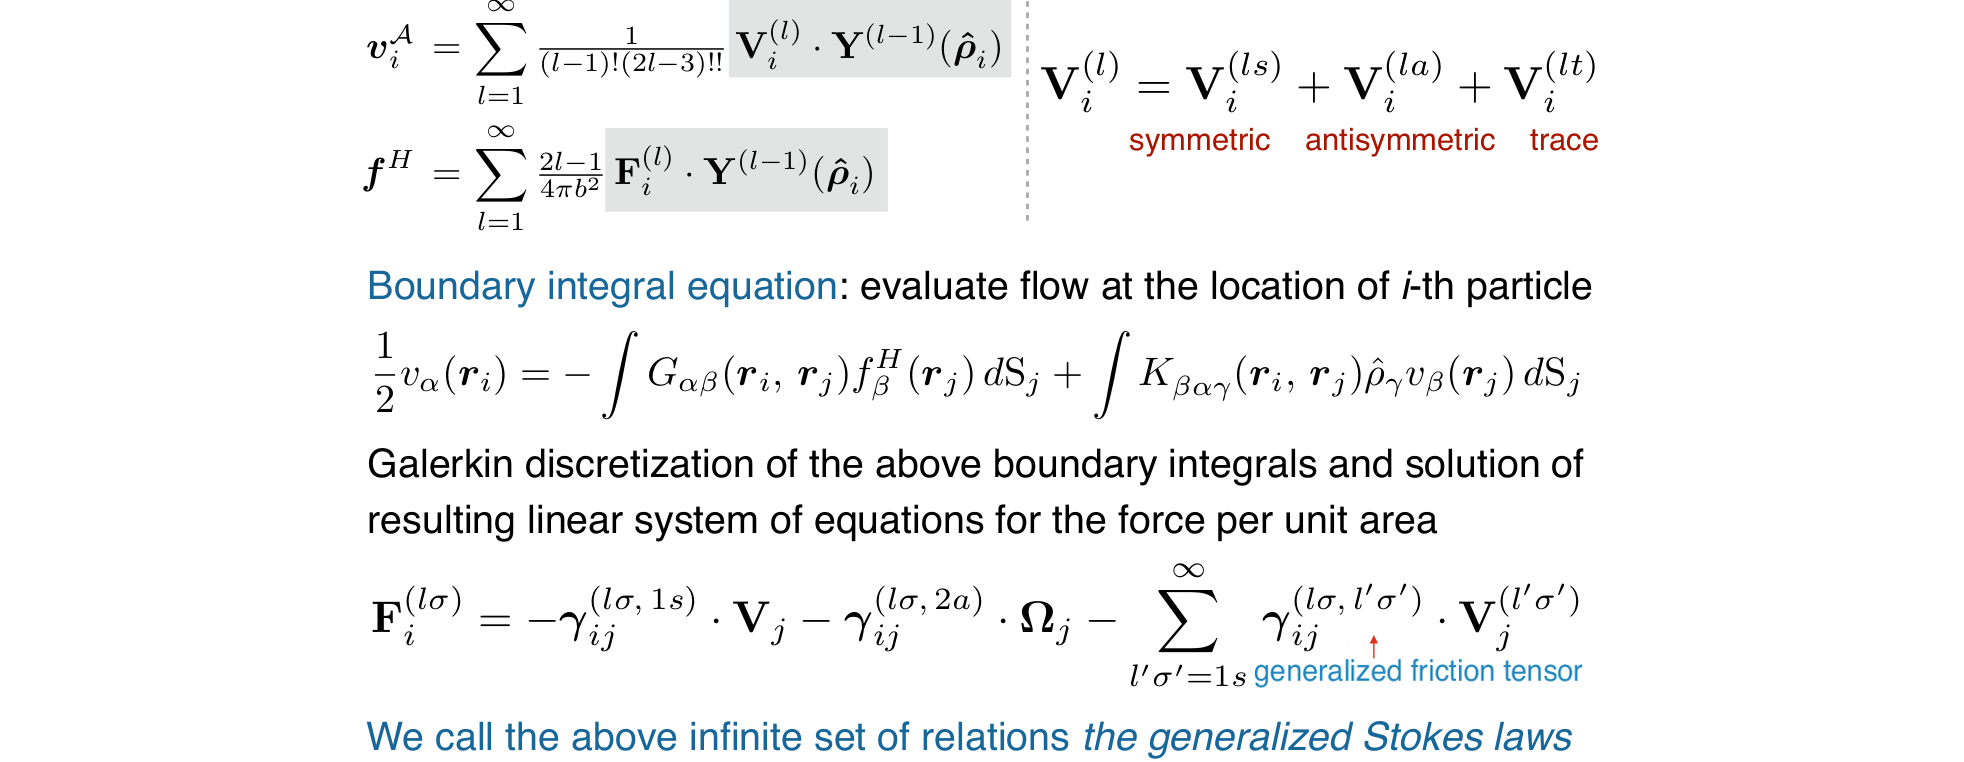 $\boldsymbol{v}_i^{\mathcal{A}} = \sum_{l=1}^{\infty} \frac{1}{(l-1)!(2l-3)!!} \mathbf{V}_i^{(l)} \cdot \mathbf{Y}^{(l-1)}(\hat{\boldsymbol{\rho}}_i)$
$\boldsymbol{f}^H = \sum_{l=1}^{\infty} \frac{2l-1}{4\pi b^2} \mathbf{F}_i^{(l)} \cdot \mathbf{Y}^{(l-1)}(\hat{\boldsymbol{\rho}}_i)$
$\mathbf{V}_i^{(l)} = \mathbf{V}_i^{(ls)} + \mathbf{V}_i^{(la)} + \mathbf{V}_i^{(lt)}$
symmetric antisymmetric trace
Boundary integral equation: evaluate flow at the location of i-th particle
$\frac{1}{2} v_\alpha(\boldsymbol{r}_i) = -\int G_{\alpha\beta}(\boldsymbol{r}_i, \boldsymbol{r}_j) f_\beta^H(\boldsymbol{r}_j) \, d\mathrm{S}_j + \int K_{\beta\alpha\gamma}(\boldsymbol{r}_i, \boldsymbol{r}_j) \hat{\rho}_\gamma v_\beta(\boldsymbol{r}_j) \, d\mathrm{S}_j$
Galerkin discretization of the above boundary integrals and solution of
resulting linear system of equations for the force per unit area
$\mathbf{F}_i^{(l\sigma)} = -\boldsymbol{\gamma}_{ij}^{(l\sigma, 1s)} \cdot \mathbf{V}_j - \boldsymbol{\gamma}_{ij}^{(l\sigma, 2a)} \cdot \boldsymbol{\Omega}_j - \sum_{l'\sigma'=1s}^{\infty} \boldsymbol{\gamma}_{ij}^{(l\sigma, l'\sigma')} \cdot \mathbf{V}_j^{(l'\sigma')}$
generalized friction tensor
We call the above infinite set of relations the generalized Stokes laws